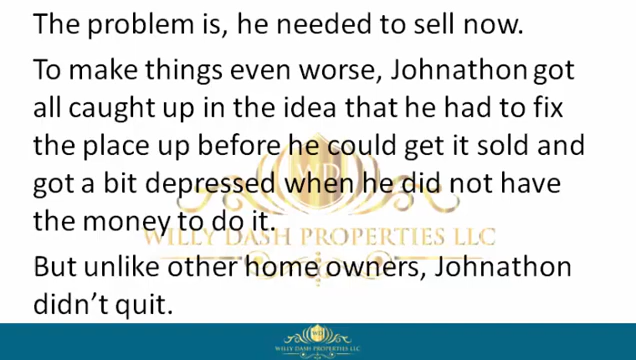 The problem is, he needed to sell now.
To make things even worse, Johnathon got
all caught up in the idea that he had to fix
the place up before he could get it sold and
got a bit depressed when he did not have
the money to do it.
WILLY DASH PROPERTIES LLC
But unlike other home owners, Johnathon
didn't quit.
WILLY DASH PROPERTIES LLC